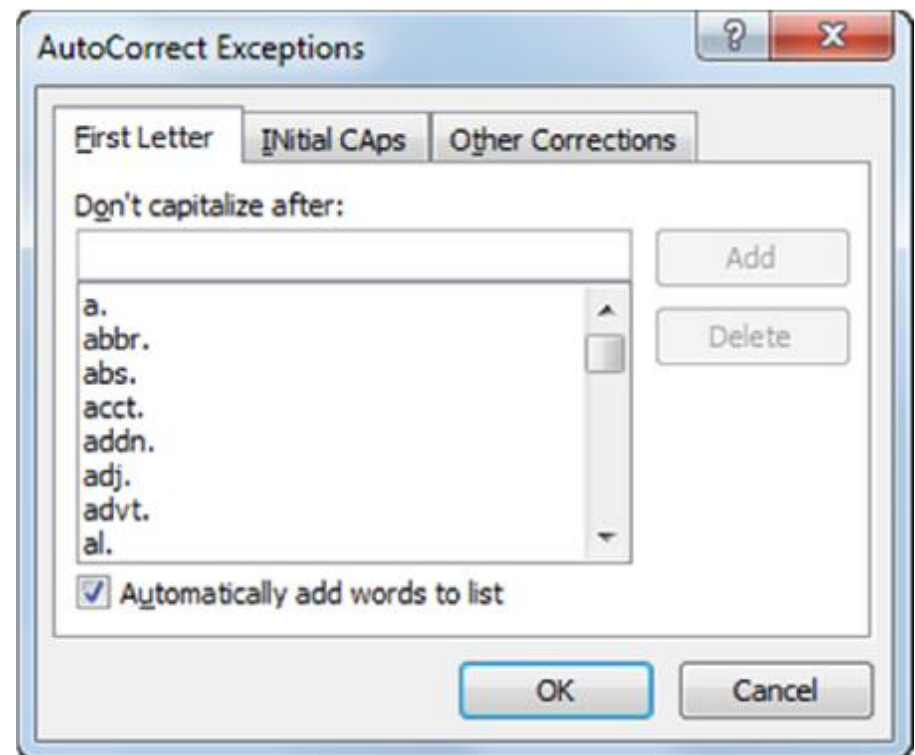 AutoCorrect Exceptions
First Letter INitial CAps Other Corrections
Don't capitalize after:
Add
a.
abbr.
abs.
acct.
addn.
adj.
advt.
al.
Delete
Automatically add words to list
OK Cancel